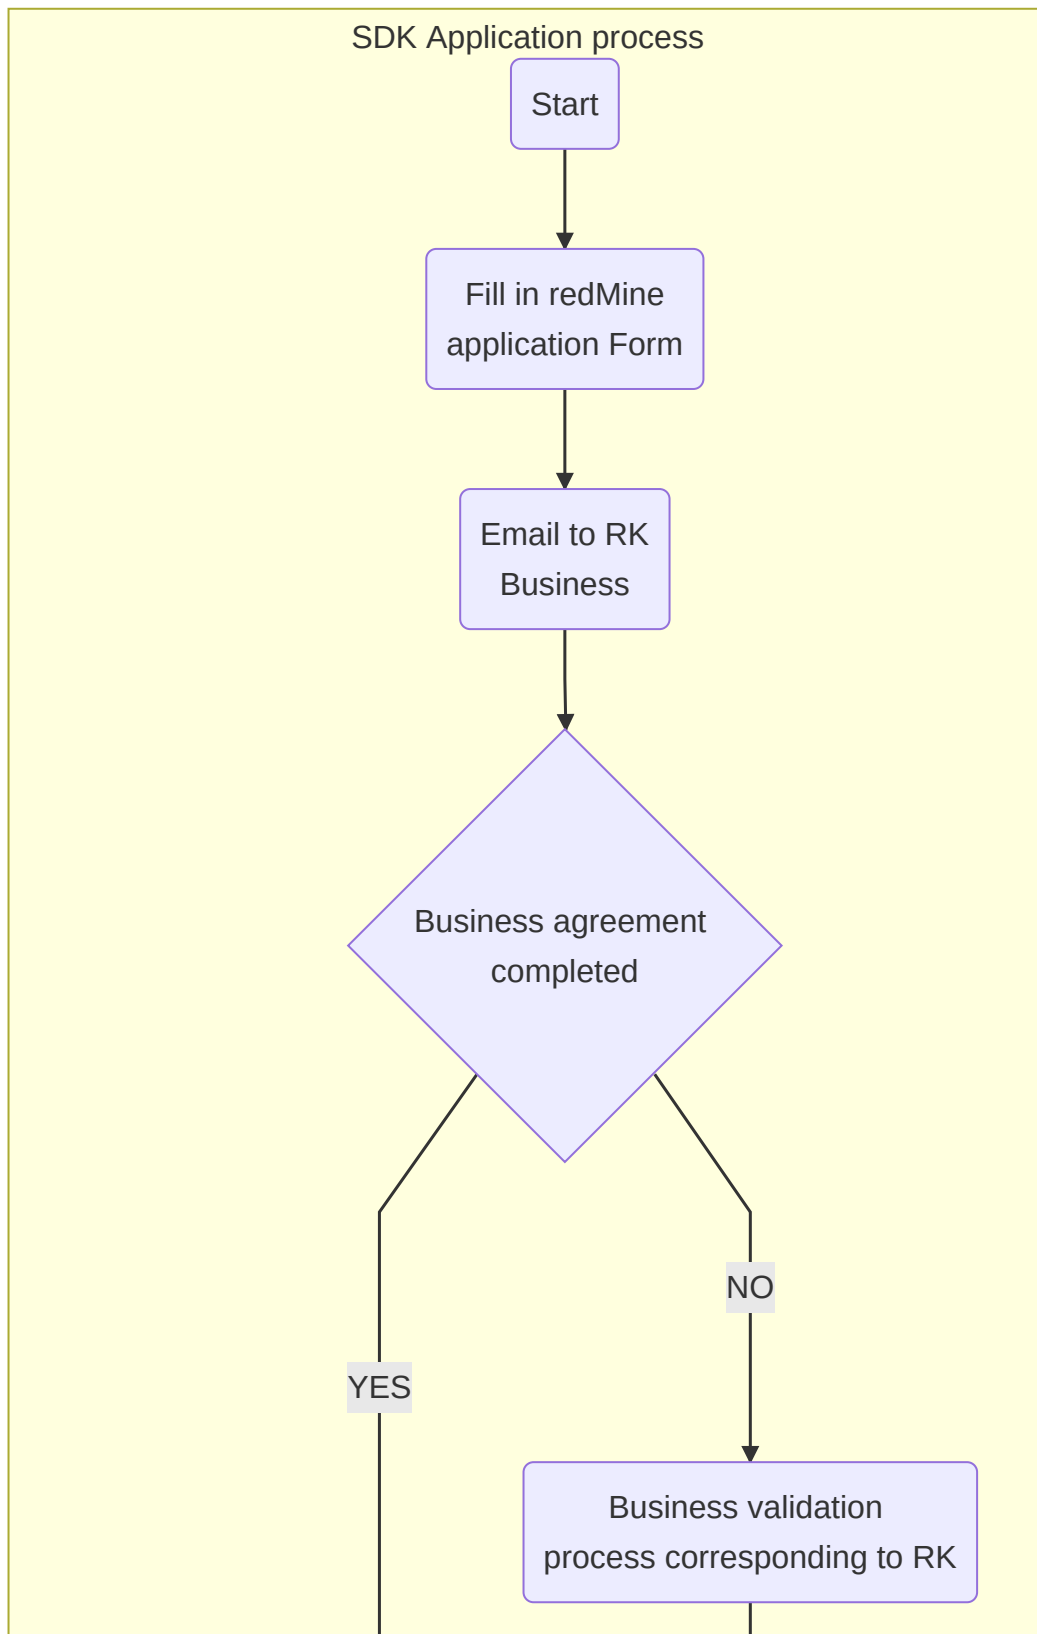 SDK Application process
Start
Fill in redMine
application Form
Email to RK
Business
Business agreement
completed
NO
YES
Business validation
process corresponding to RK